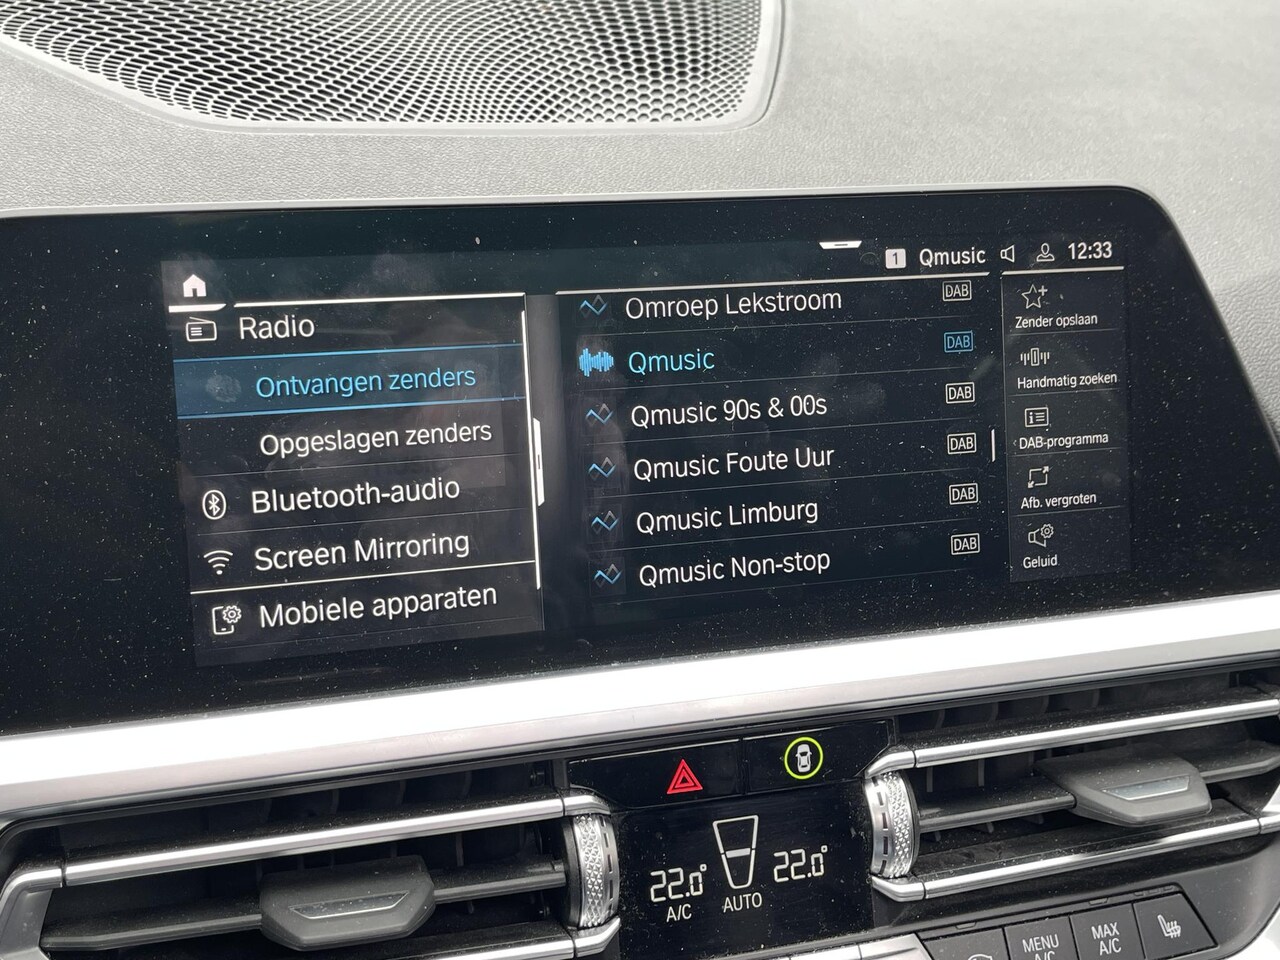 1 Qmusic 12:33
Radio
Ontvangen zenders
Opgeslagen zenders
Bluetooth-audio
Screen Mirroring
Mobiele apparaten
Omroep Lekstroom DAB
Qmusic DAB
Qmusic 90s & 00s DAB
Qmusic Foute Uur DAB
Qmusic Limburg DAB
Qmusic Non-stop DAB
Zender opslaan
Handmatig zoeken
DAB-programma
Afb. vergroten
Geluid
22.0° 22.0°
A/C AUTO
MENU
A/C
MAX
A/C